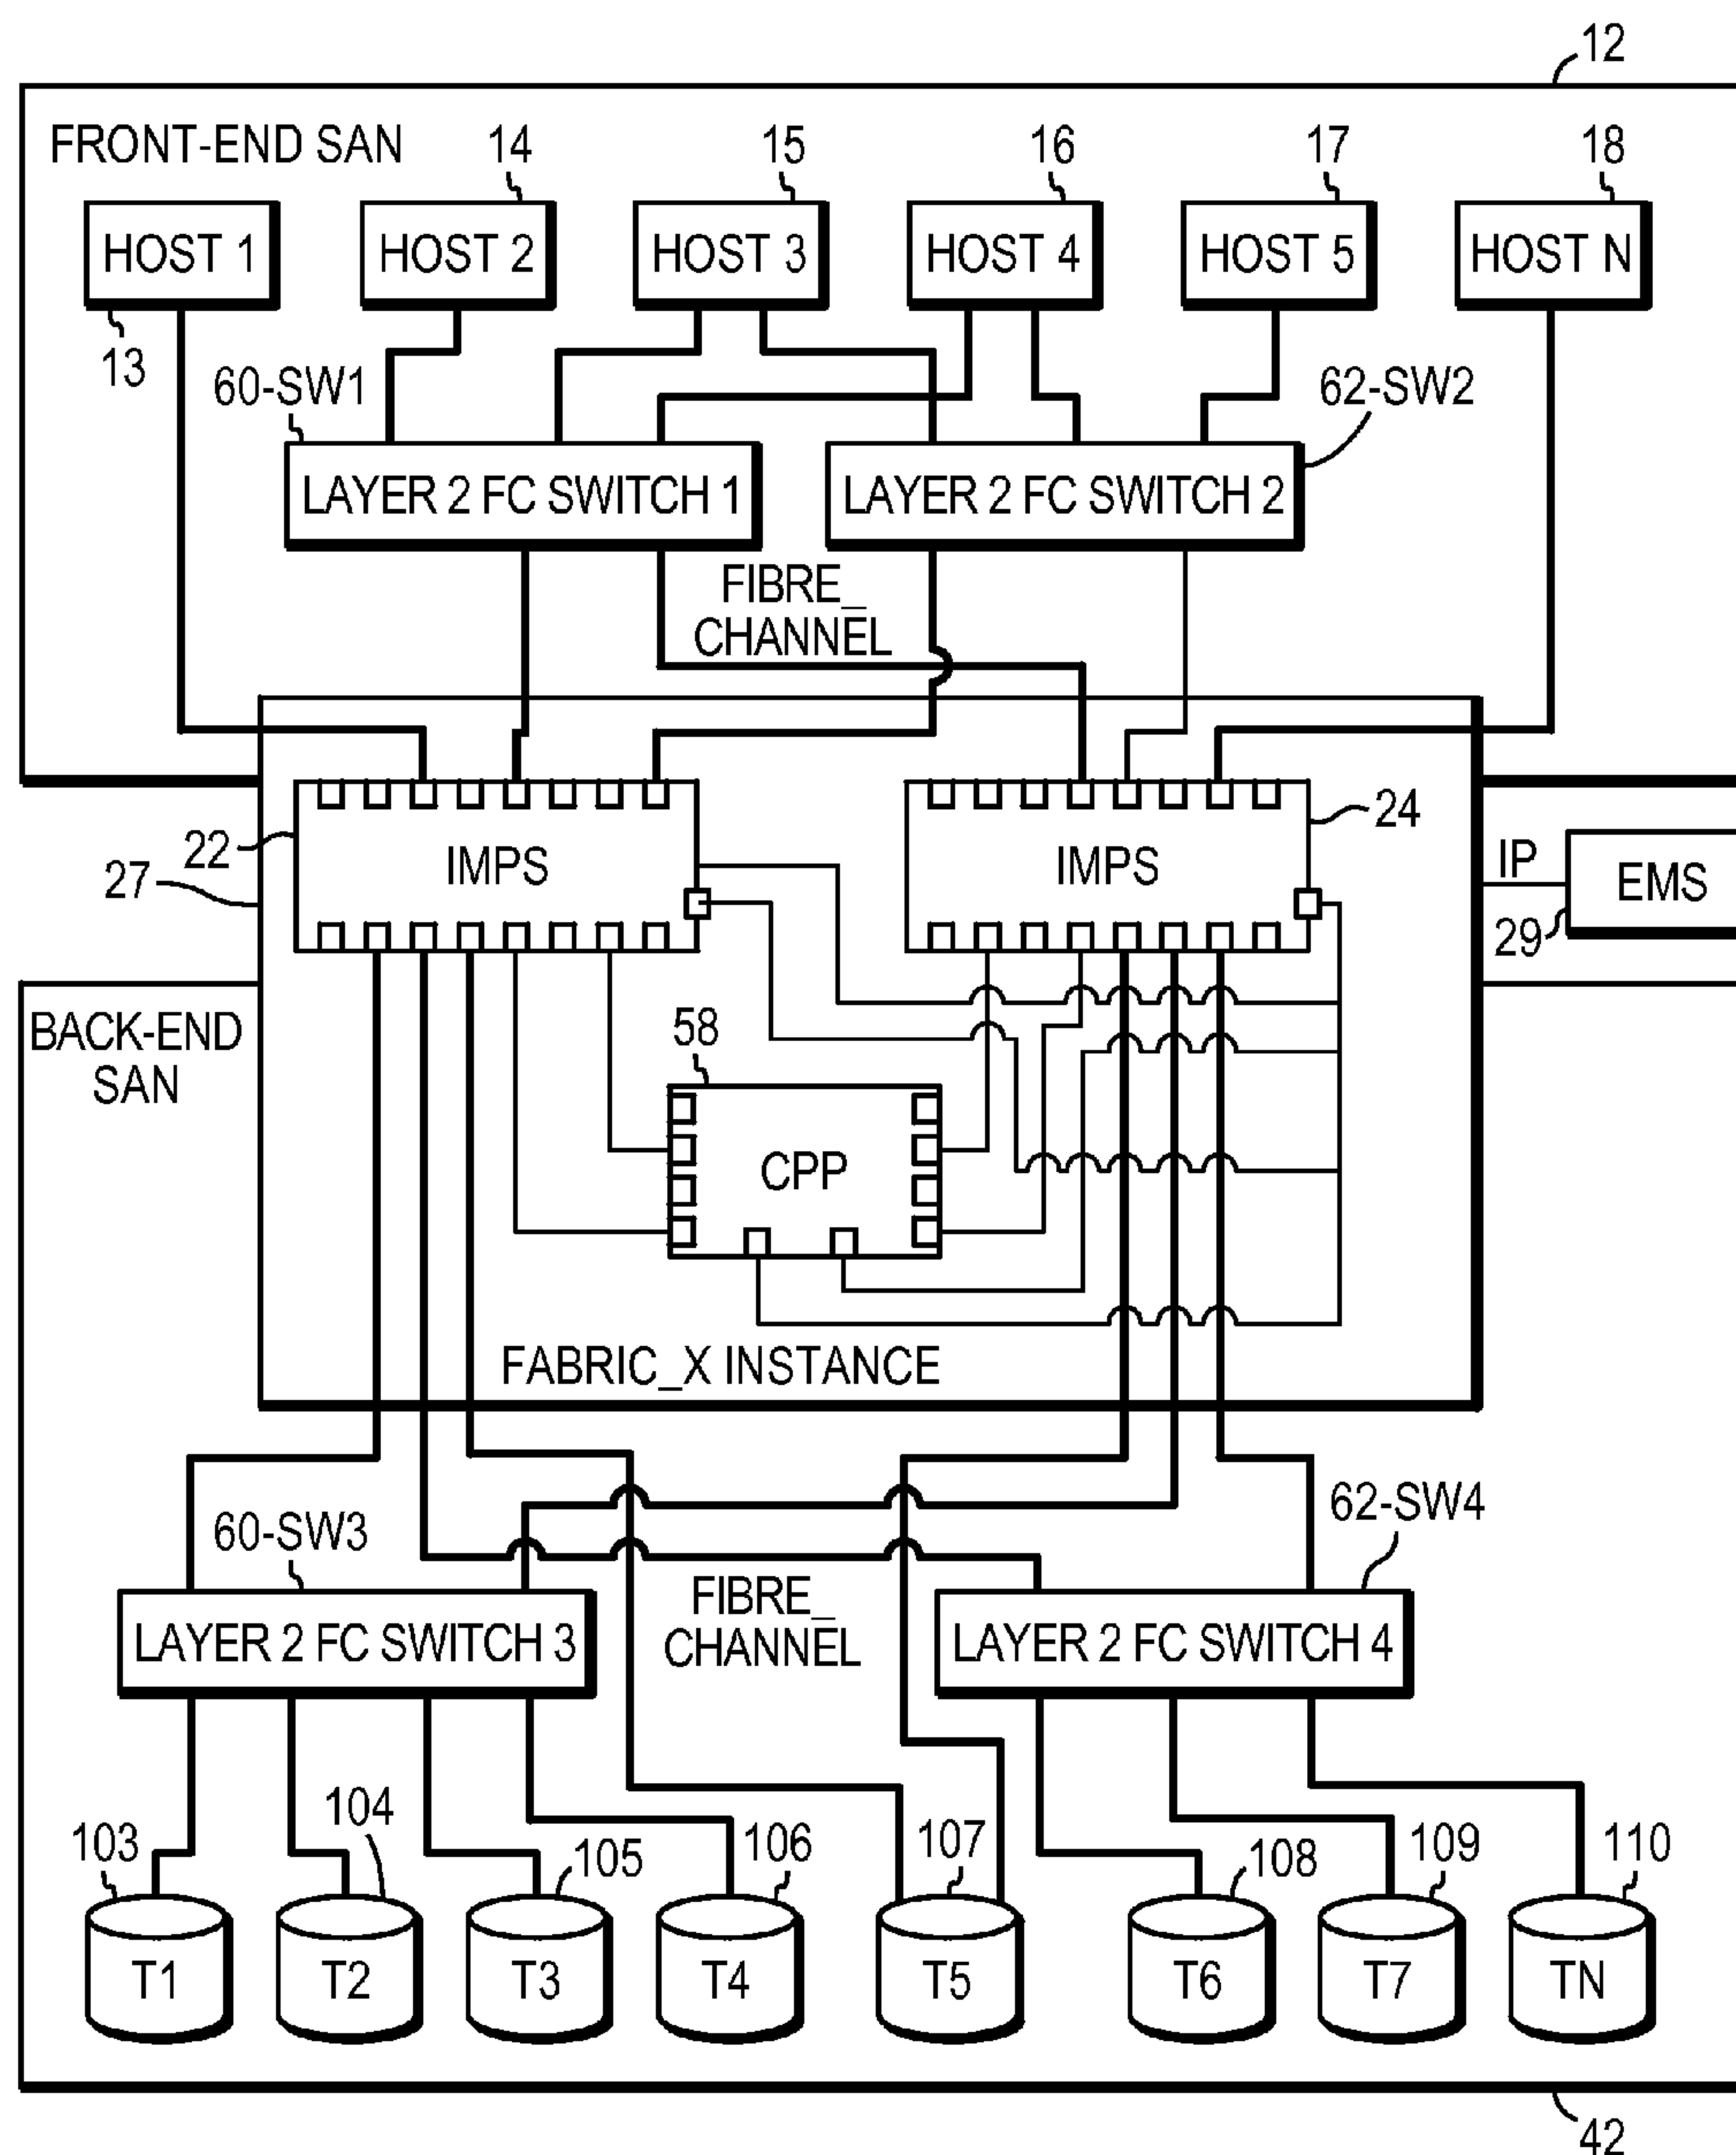 12
FRONT-END SAN
14
15
16
17
18
HOST 1
HOST 2
HOST 3
HOST 4
HOST 5
HOST N
13
60-SW1
62-SW2
LAYER 2 FC SWITCH 1
LAYER 2 FC SWITCH 2
FIBRE_
CHANNEL
22
IMPS
IMPS
24
27
IP
EMS
29
BACK-END
SAN
58
CPP
FABRIC_X INSTANCE
60-SW3
62-SW4
FIBRE_
CHANNEL
LAYER 2 FC SWITCH 3
LAYER 2 FC SWITCH 4
103
104
105
106
107
108
109
110
T1
T2
T3
T4
T5
T6
T7
TN
42